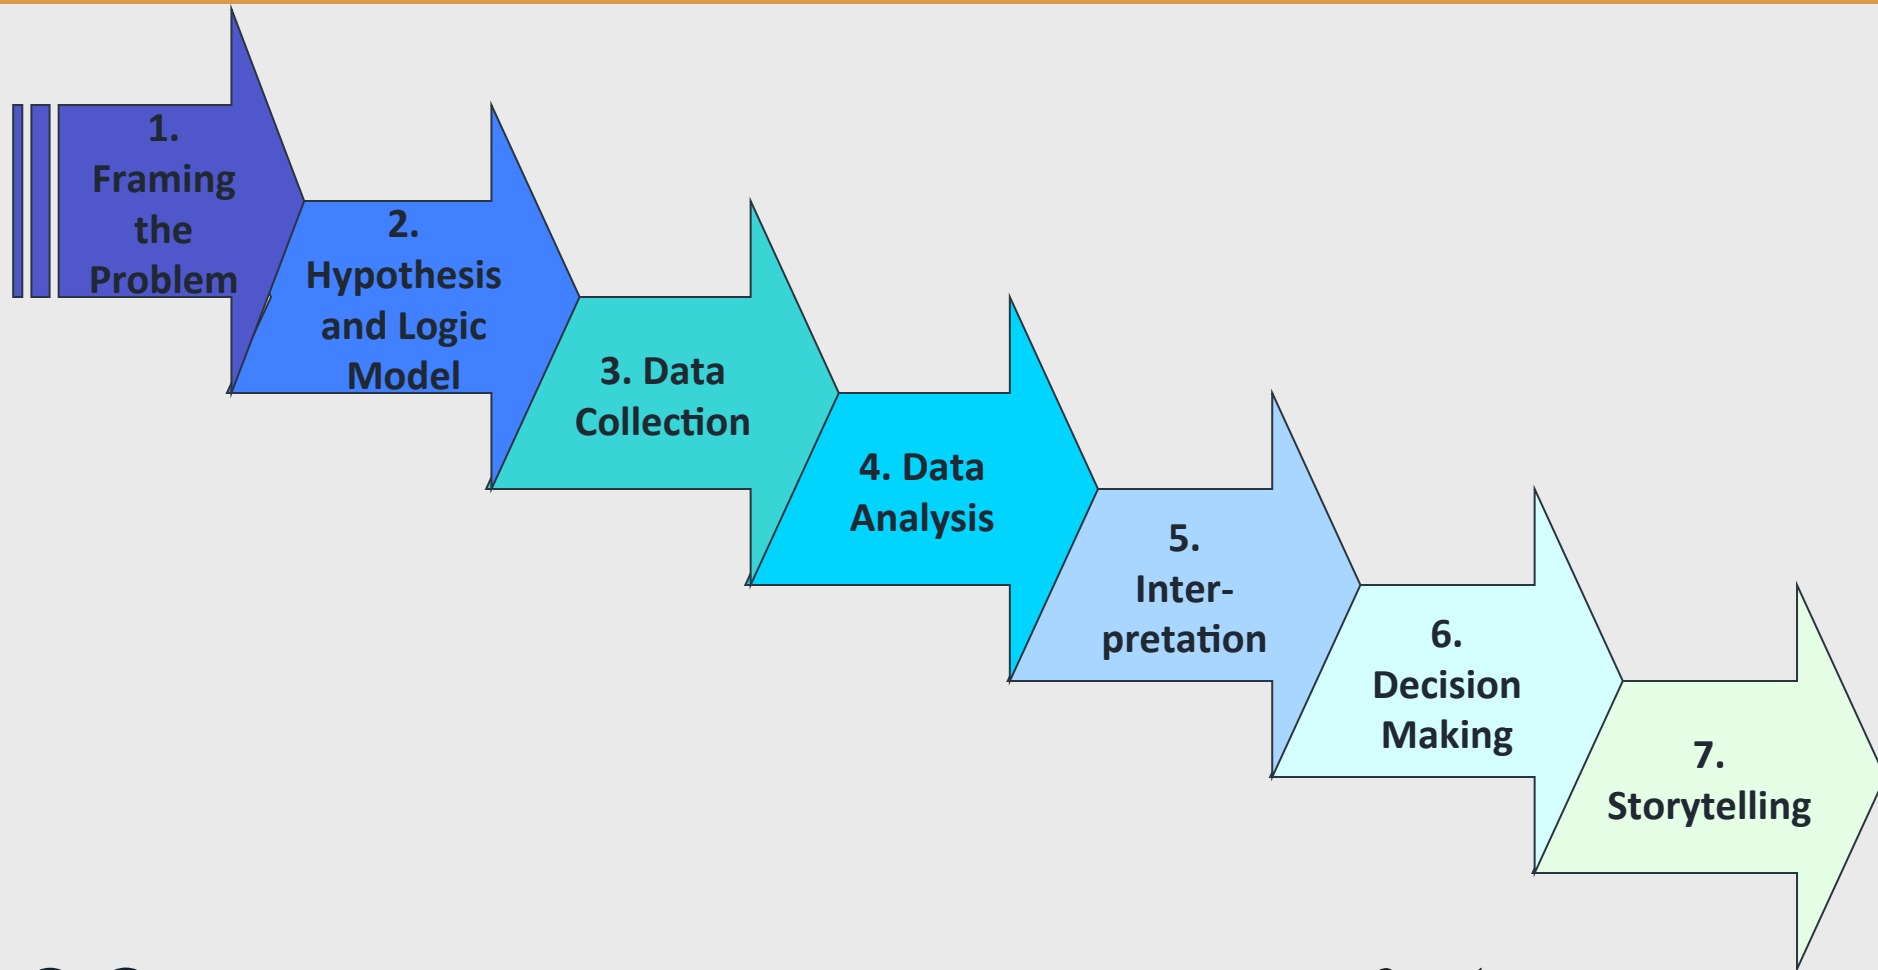 1.
Framing
the
Problem
2.
Hypothesis
and Logic
Model
3. Data
Collection
4. Data
Analysis
5.
Inter-
pretation
6.
Decision
Making
7.
Storytelling